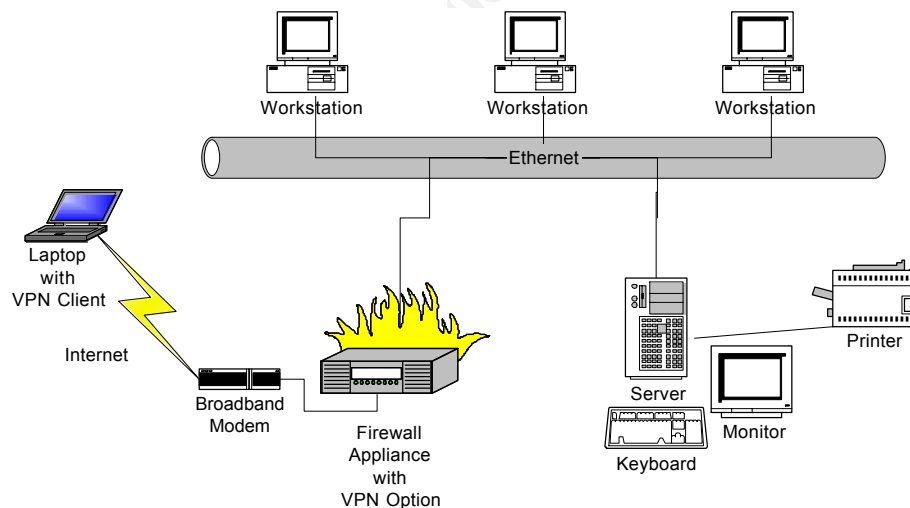 Workstation
Workstation
Workstation
Ethernet
Laptop
with
VPN Client
Internet
Broadband
Modem
Firewall
Appliance
with
VPN Option
Server
Keyboard
Monitor
Printer